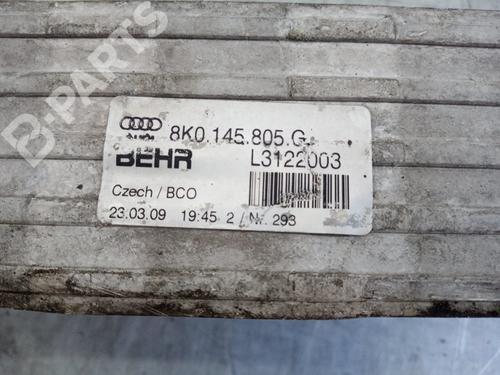 B-PARTS
Audi
8K0.145.805.G
BEHR
L3122003
Czech / BCO
23.03.09 19:45 2 / Nr. 293